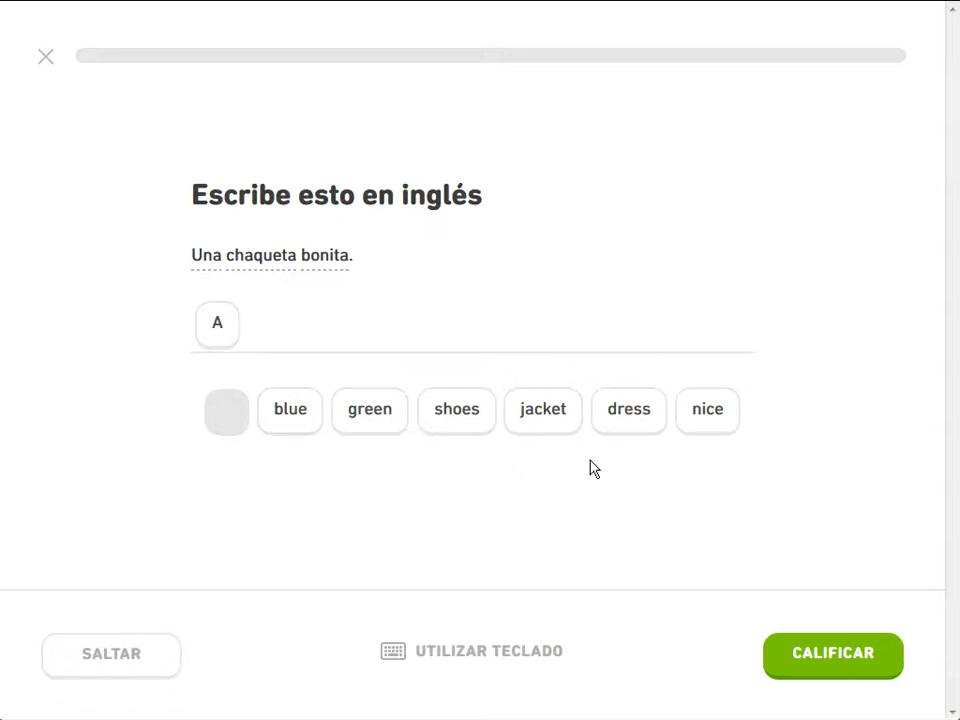 Escribe esto en inglés
Una chaqueta bonita.
A
blue green shoes jacket dress nice
SALTAR UTILIZAR TECLADO CALIFICAR